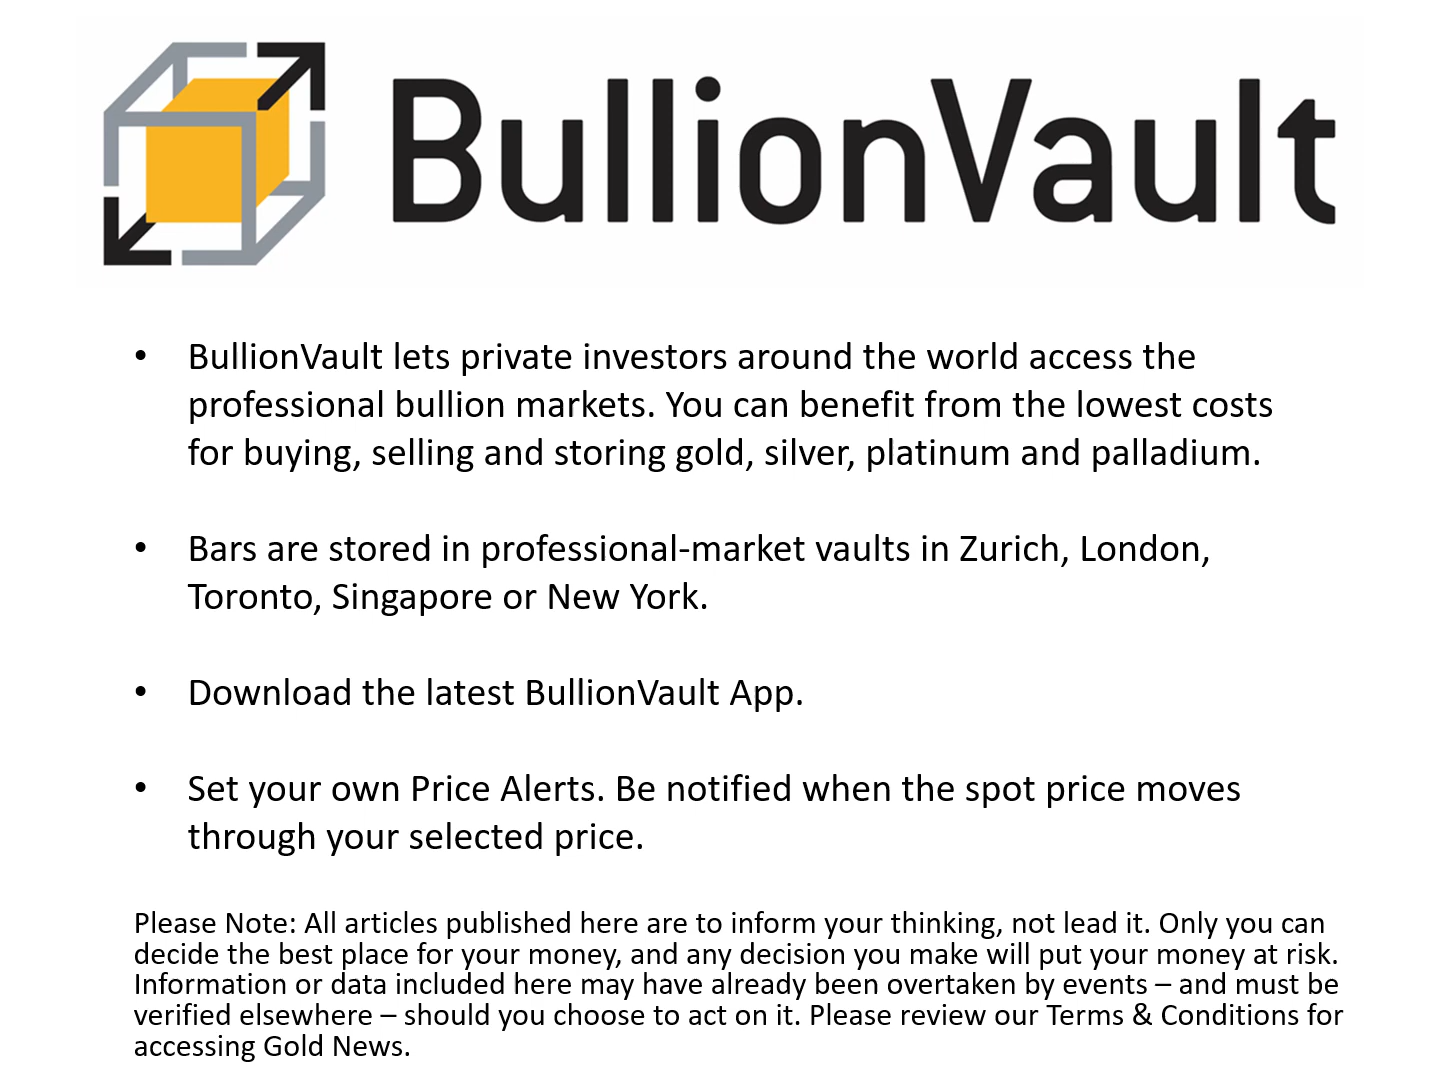 BullionVault
• BullionVault lets private investors around the world access the
professional bullion markets. You can benefit from the lowest costs
for buying, selling and storing gold, silver, platinum and palladium.
• Bars are stored in professional-market vaults in Zurich, London,
Toronto, Singapore or New York.
• Download the latest BullionVault App.
• Set your own Price Alerts. Be notified when the spot price moves
through your selected price.
Please Note: All articles published here are to inform your thinking, not lead it. Only you can
decide the best place for your money, and any decision you make will put your money at risk.
Information or data included here may have already been overtaken by events – and must be
verified elsewhere – should you choose to act on it. Please review our Terms & Conditions for
accessing Gold News.